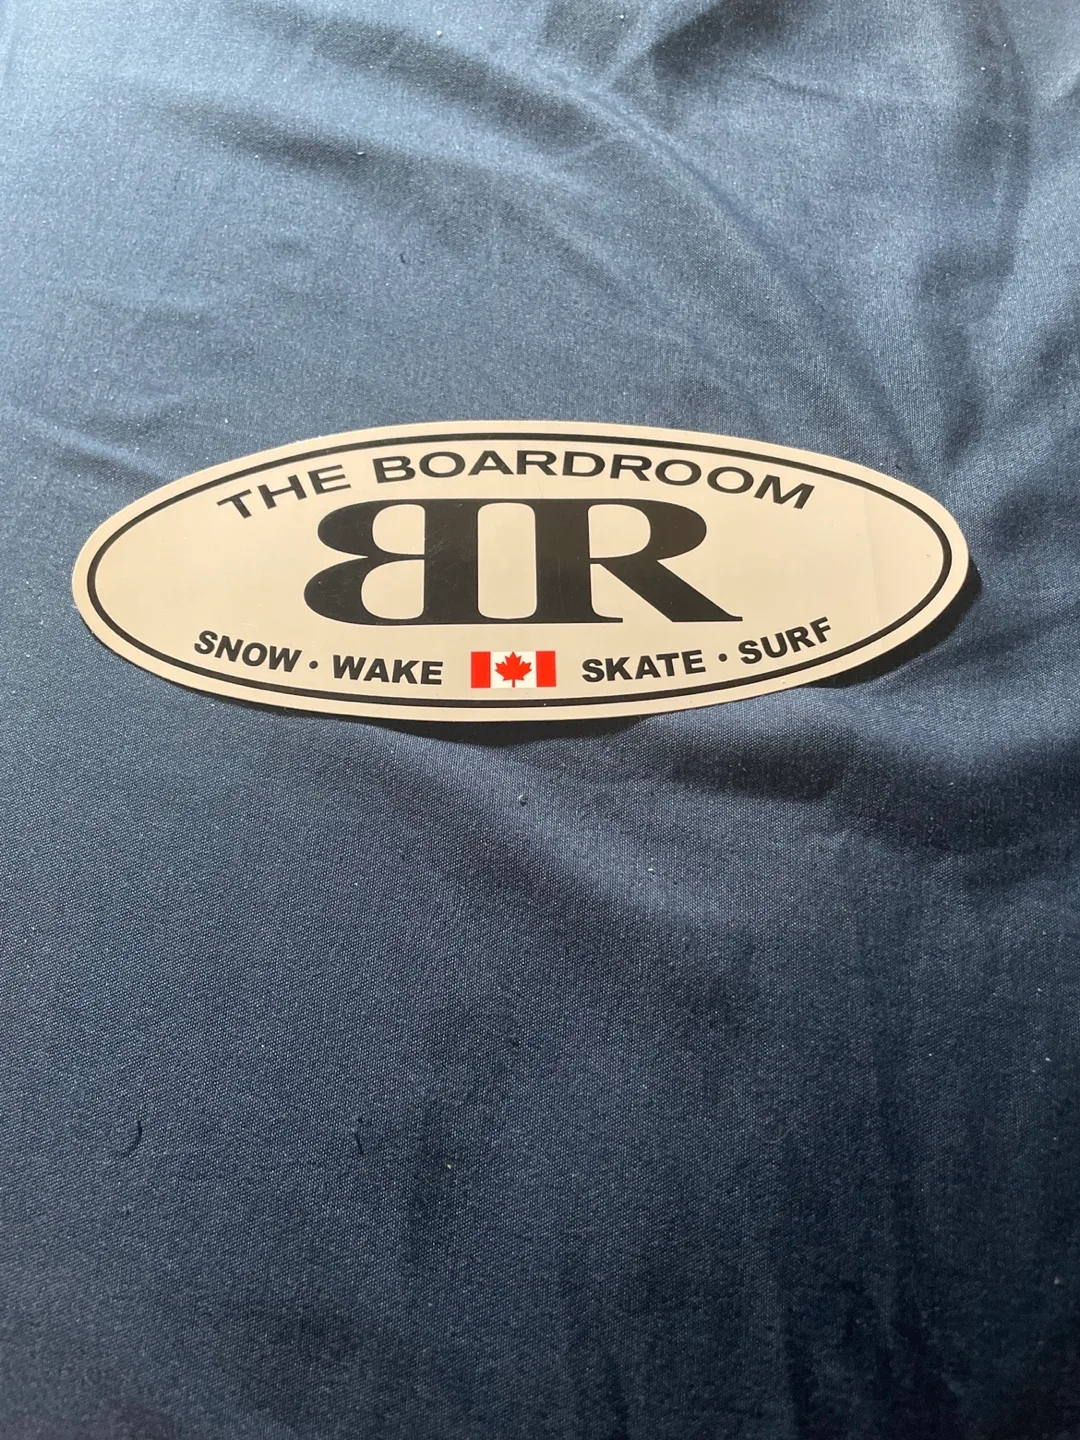 THE BOARDROOM
BR
SNOW · WAKE SKATE · SURF